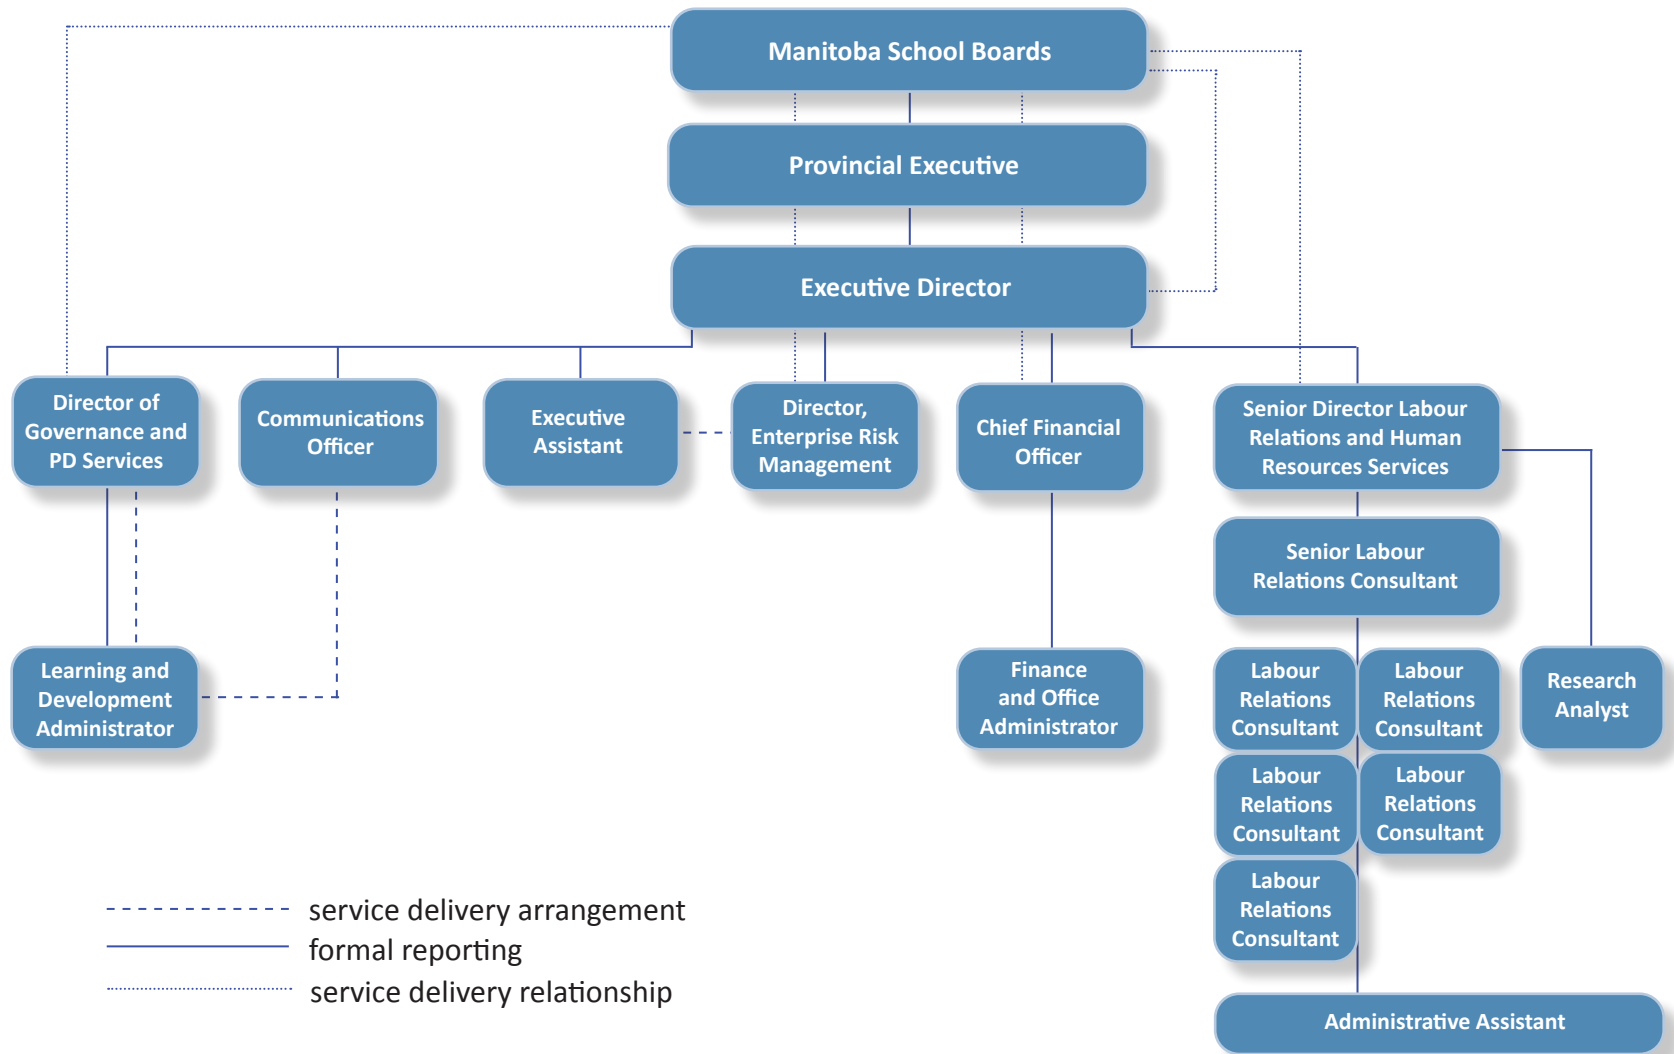 Manitoba School Boards
Provincial Executive
Executive Director
Director of
Governance and
PD Services
Communications
Officer
Executive
Assistant
Director,
Enterprise Risk
Management
Chief Financial
Officer
Senior Director Labour
Relations and Human
Resources Services
Senior Labour
Relations Consultant
Learning and
Development
Administrator
Finance
and Office
Administrator
Labour
Relations
Consultant
Labour
Relations
Consultant
Research
Analyst
Labour
Relations
Consultant
Labour
Relations
Consultant
Labour
Relations
Consultant
Administrative Assistant
service delivery arrangement
formal reporting
service delivery relationship